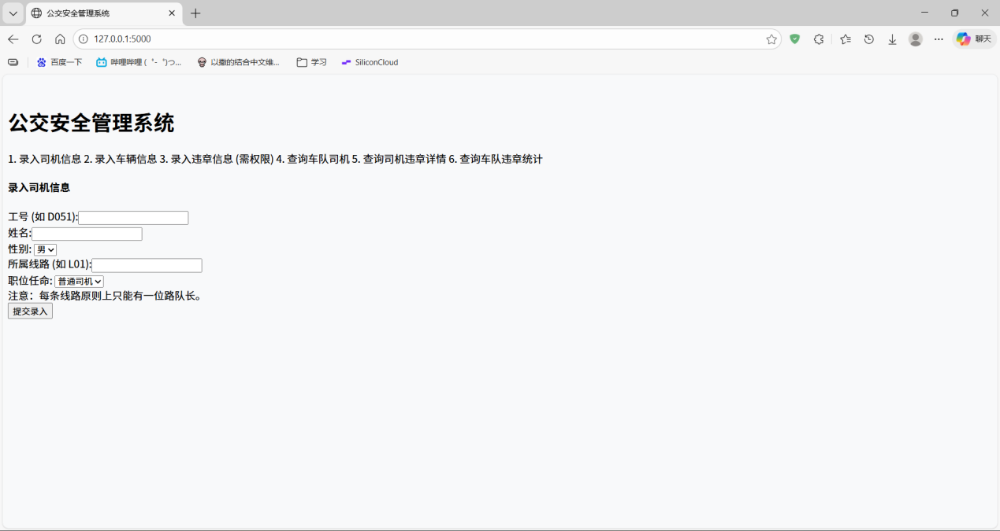 公交安全管理系统
127.0.0.1:5000
聊天
百度一下
哔哩哔哩 (゜-゜)つ...
以撒的结合中文维...
学习
SiliconCloud
公交安全管理系统
1. 录入司机信息 2. 录入车辆信息 3. 录入违章信息 (需权限) 4. 查询车队司机 5. 查询司机违章详情 6. 查询车队违章统计
录入司机信息
工号 (如 D051):
姓名:
性别: 男
所属线路 (如 L01):
职位任命: 普通司机
注意：每条线路原则上只能有一位路队长。
提交录入